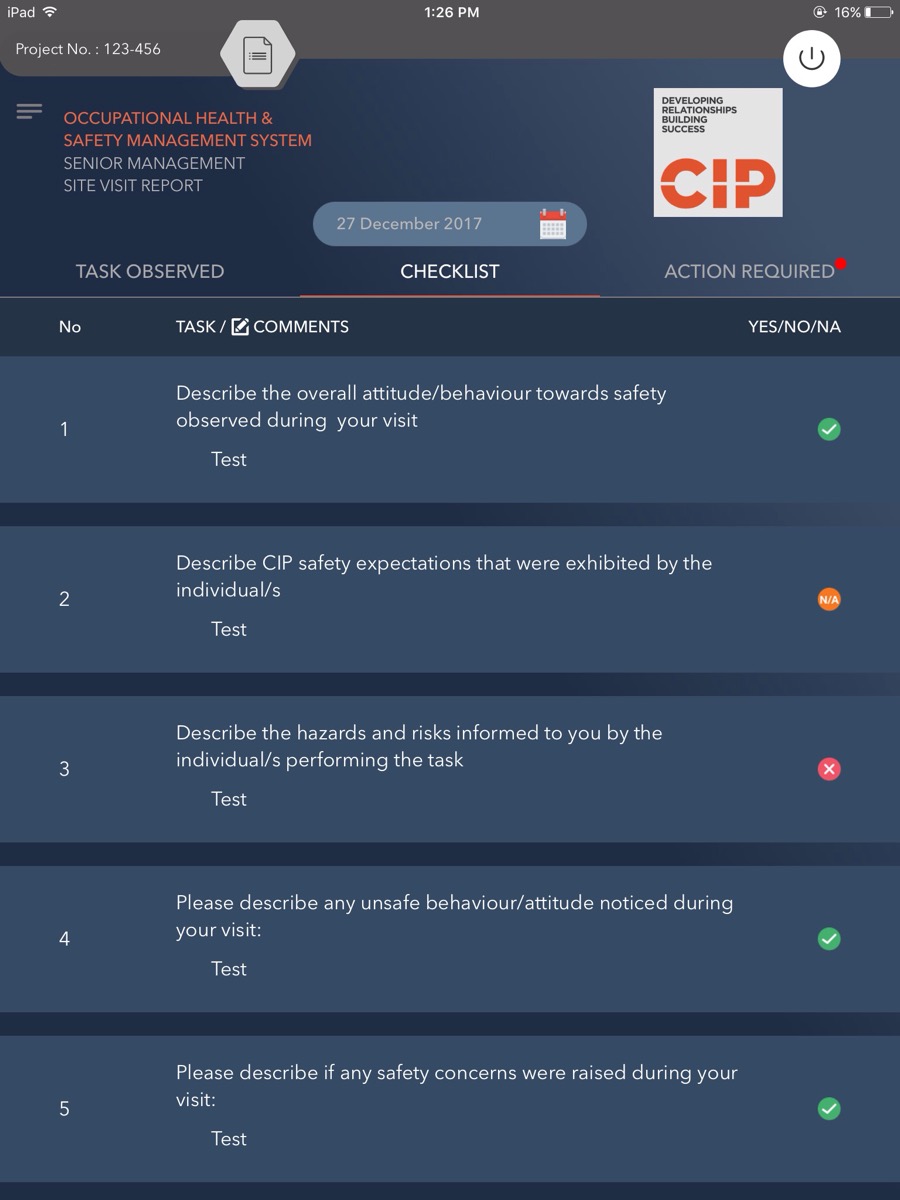 iPad 1:26 PM 16%
Project No. : 123-456
OCCUPATIONAL HEALTH &
SAFETY MANAGEMENT SYSTEM
SENIOR MANAGEMENT
SITE VISIT REPORT
DEVELOPING
RELATIONSHIPS
BUILDING
SUCCESS
CIP
27 December 2017
TASK OBSERVED CHECKLIST ACTION REQUIRED
No TASK / COMMENTS YES/NO/NA
1
Describe the overall attitude/behaviour towards safety
observed during  your visit
Test
2
Describe CIP safety expectations that were exhibited by the
individual/s
N/A
Test
3
Describe the hazards and risks informed to you by the
individual/s performing the task
Test
4
Please describe any unsafe behaviour/attitude noticed during
your visit:
Test
5
Please describe if any safety concerns were raised during your
visit:
Test